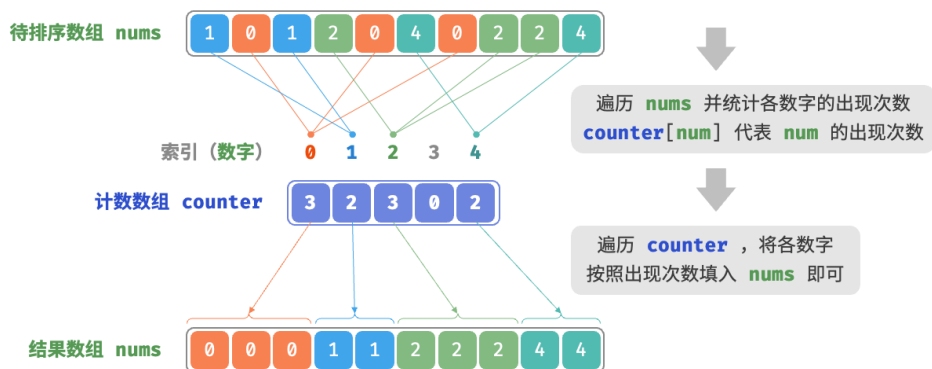 待排序数组 nums
1 0 1 2 0 4 0 2 2 4
遍历 nums 并统计各数字的出现次数
counter[num] 代表 num 的出现次数
索引（数字） 0 1 2 3 4
计数数组 counter
3 2 3 0 2
遍历 counter ，将各数字
按照出现次数填入 nums 即可
结果数组 nums
0 0 0 1 1 2 2 2 4 4